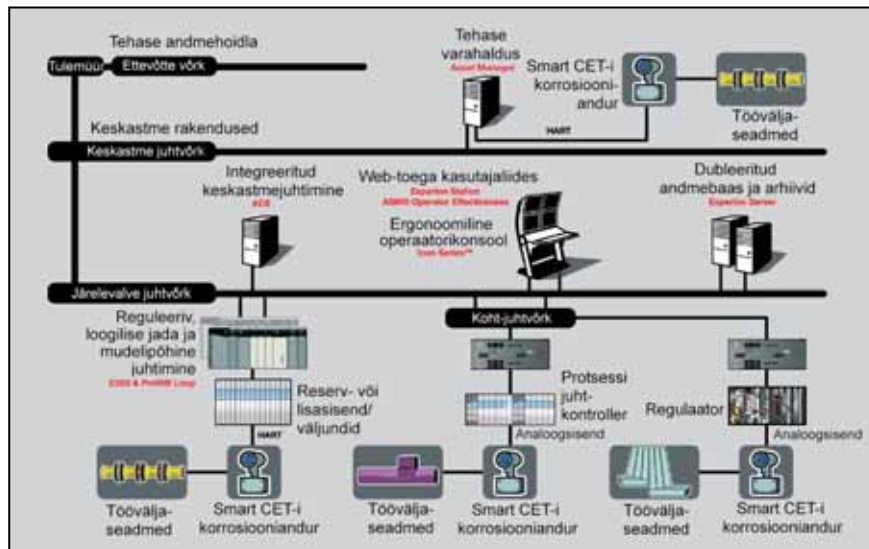 Tehase andmehoidla
Tulemüür
Ettevõtte võrk
Tehase
varahaldus
Asset Manager
Smart CET-i
korrosiooni-
andur
HART
Töövälja-
seadmed
Keskastme rakendused
Keskastme juhtvõrk
Integreeritud
keskastmejuhtimine
ACE
Web-toega kasutajaliides
Experion Station
ASM® Operator Effectiveness
Ergonoomiline
operaatorikonsool
Icon Series™
Dubleeritud
andmebaas ja arhiivid
Experion Server
Järelevalve juhtvõrk
Reguleeriv,
loogilise jada ja
mudelipõhine
juhtimine
C300 & Profit® Loop
Reserv- või
lisasisend/
väljundid
HART
Töövälja-
seadmed
Smart CET-i
korrosiooniandur
Koht-juhtvõrk
Protsessi
juht-
kontroller
Analoogsisend
Töövälja-
seadmed
Smart CET-i
korrosiooniandur
Regulaator
Analoogsisend
Töövälja-
seadmed
Smart CET-i
korrosiooniandur